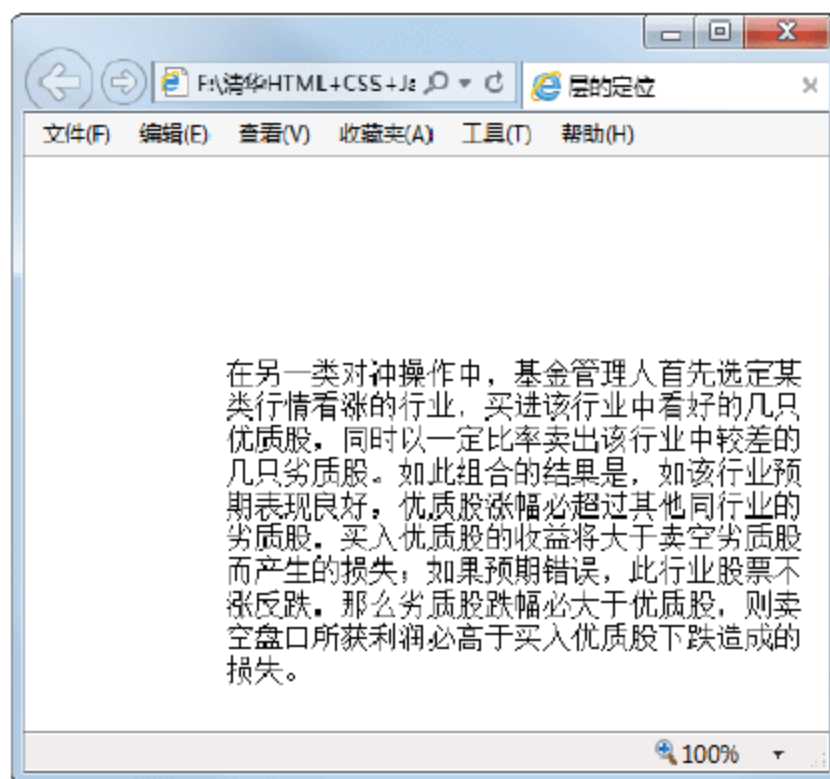 F:\清华HTML+CSS+Ja
层的定位
文件(F) 编辑(E) 查看(V) 收藏夹(A) 工具(T) 帮助(H)
在另一类对冲操作中，基金管理人首先选定某
类行情看涨的行业，买进该行业中看好的几只
优质股，同时以一定比率卖出该行业中较差的
几只劣质股。如此组合的结果是，如该行业预
期表现良好，优质股涨幅必超过其他同行业的
劣质股，买入优质股的收益将大于卖空劣质股
而产生的损失；如果预期错误，此行业股票不
涨反跌，那么劣质股跌幅必大于优质股，则卖
空盘口所获利润必高于买入优质股下跌造成的
损失。
100%